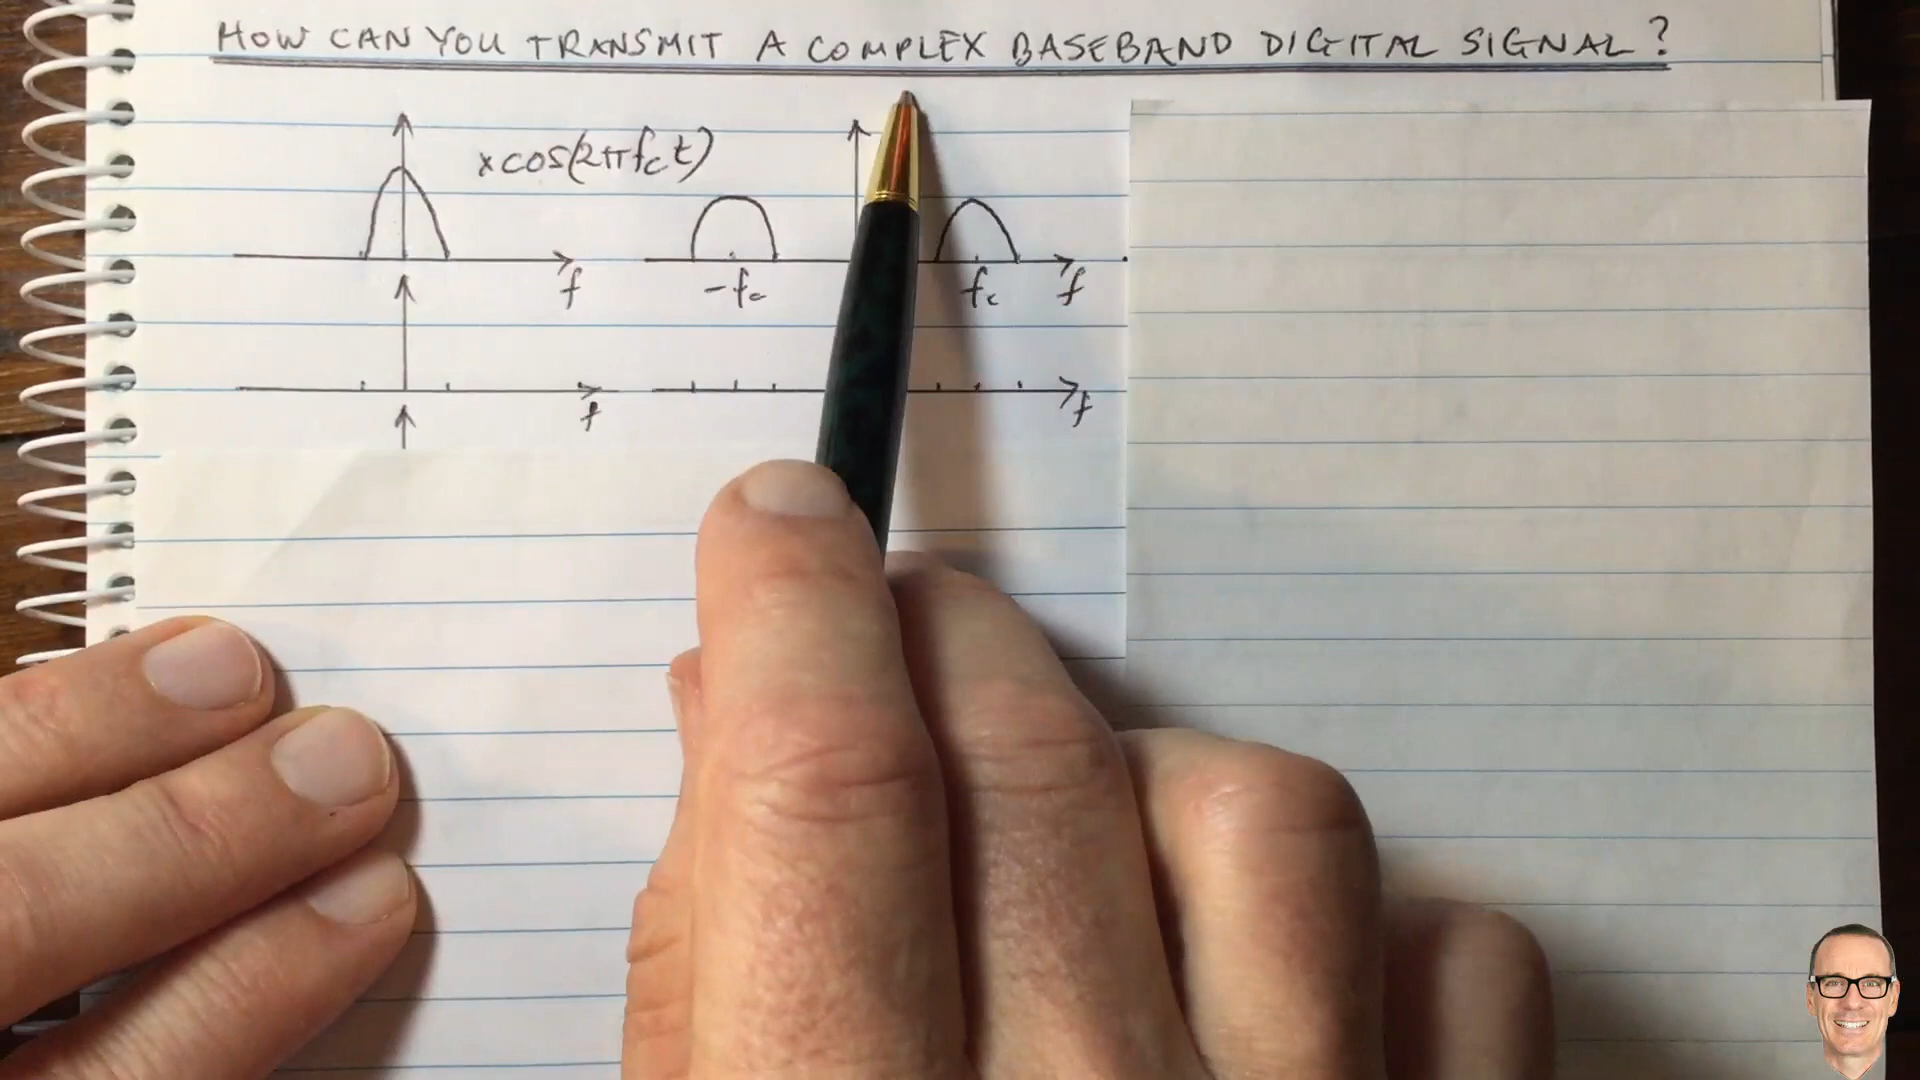 HOW CAN YOU TRANSMIT A COMPLEX BASEBAND DIGITAL SIGNAL?
x cos(2πfct)
f
-fc
fc
f
f
f